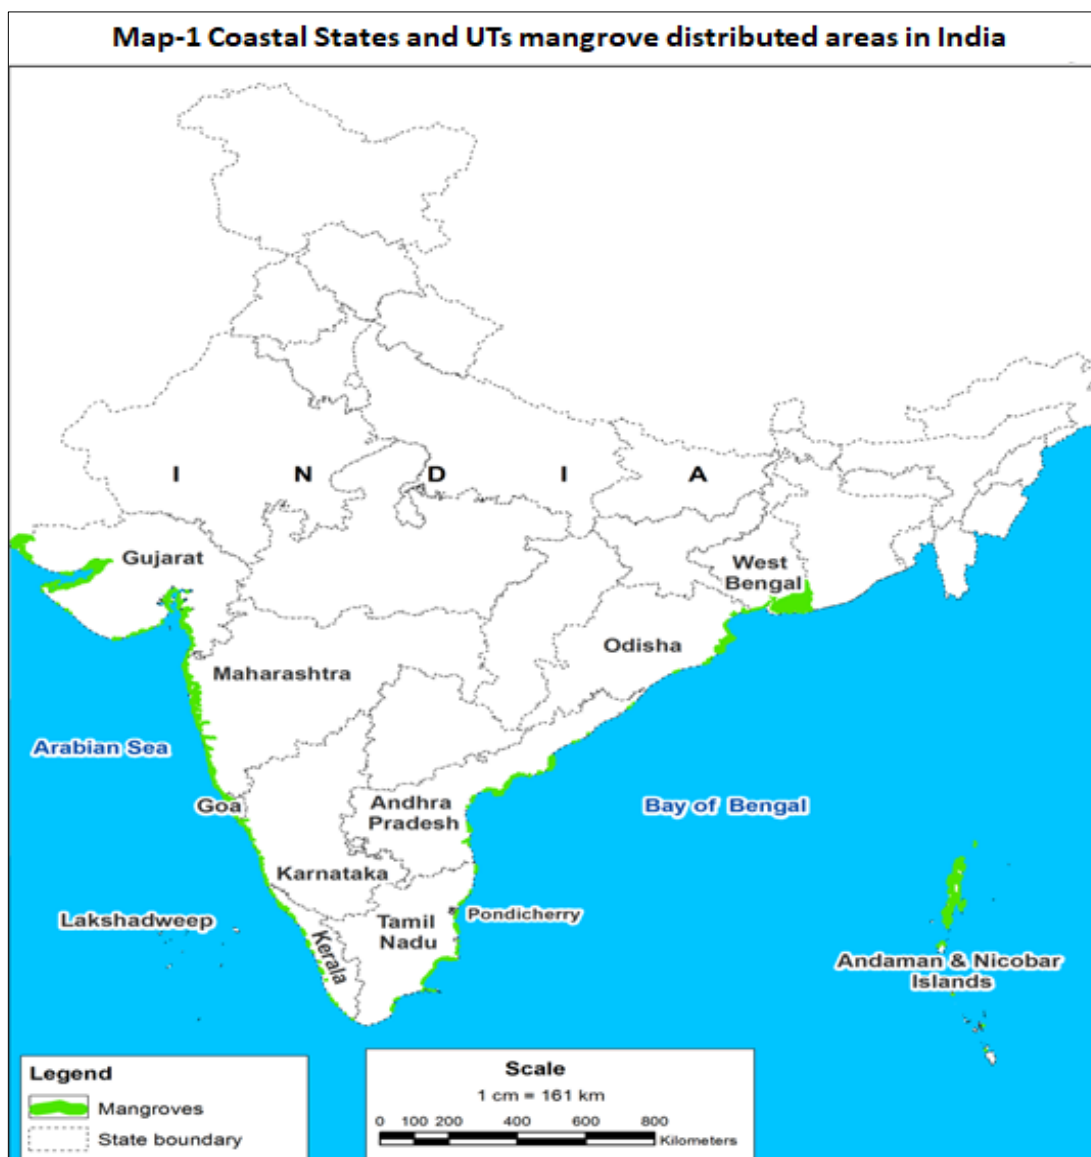 Map-1 Coastal States and UTs mangrove distributed areas in India
I N D I A
Gujarat
West
Bengal
Odisha
Maharashtra
Arabian Sea
Goa
Andhra
Pradesh
Bay of Bengal
Karnataka
Lakshadweep
Tamil
Nadu
Pondicherry
Kerala
Andaman & Nicobar
Islands
Legend
Mangroves
State boundary
Scale
1 cm = 161 km
0 100 200 400 600 800
Kilometers